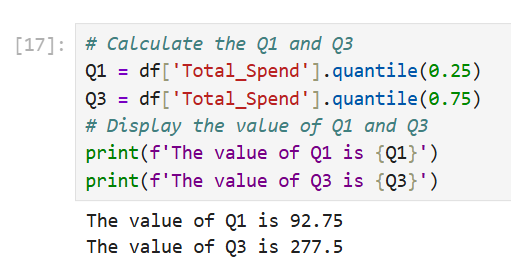 [17]: # Calculate the Q1 and Q3
Q1 = df['Total_Spend'].quantile(0.25)
Q3 = df['Total_Spend'].quantile(0.75)
# Display the value of Q1 and Q3
print(f'The value of Q1 is {Q1}')
print(f'The value of Q3 is {Q3}')
The value of Q1 is 92.75
The value of Q3 is 277.5